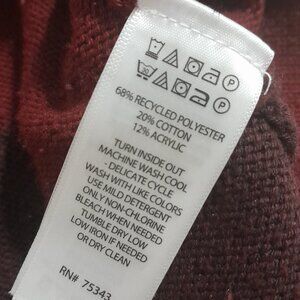 68% RECYCLED POLYESTER
20% COTTON
12% ACRYLIC
TURN INSIDE OUT
MACHINE WASH COOL
- DELICATE CYCLE
WASH WITH LIKE COLORS
USE MILD DETERGENT
ONLY NON-CHLORINE
BLEACH WHEN NEEDED
TUMBLE DRY LOW
LOW IRON IF NEEDED
OR DRY CLEAN
RN# 75343